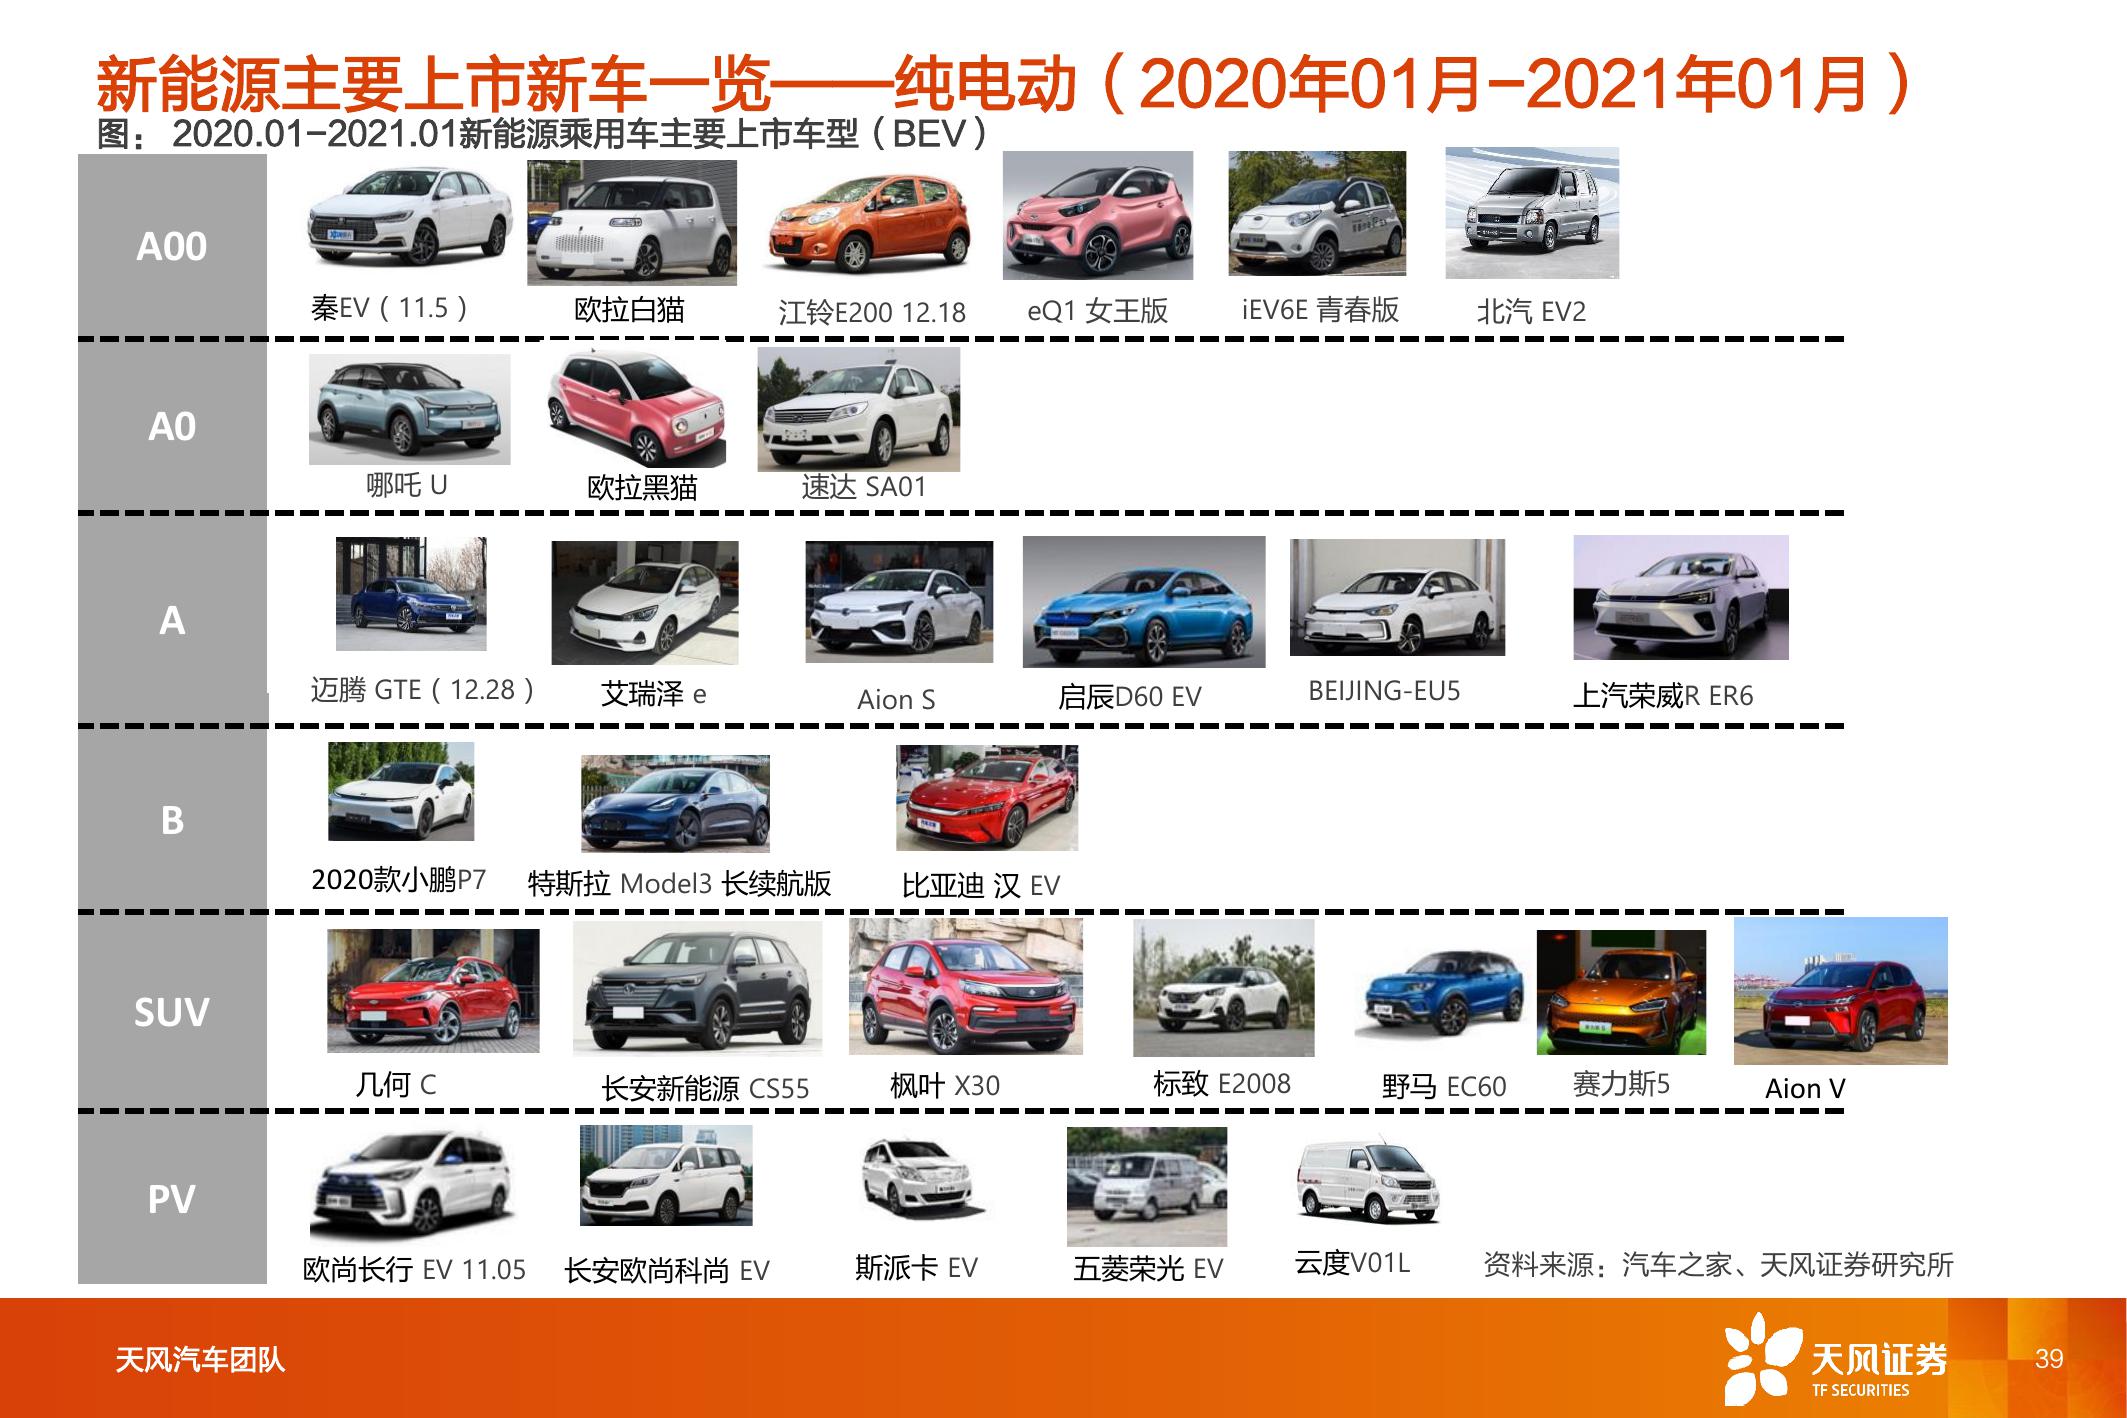 新能源主要上市新车一览——纯电动（2020年01月-2021年01月）
图： 2020.01-2021.01新能源乘用车主要上市车型（BEV）
A00
秦EV（11.5）
欧拉白猫
江铃E200 12.18
eQ1 女王版
iEV6E 青春版
北汽 EV2
A0
哪吒 U
欧拉黑猫
速达 SA01
A
迈腾 GTE（12.28）
艾瑞泽 e
Aion S
启辰D60 EV
BEIJING-EU5
上汽荣威R ER6
B
2020款小鹏P7
特斯拉 Model3 长续航版
比亚迪 汉 EV
SUV
几何 C
长安新能源 CS55
枫叶 X30
标致 E2008
野马 EC60
赛力斯5
Aion V
PV
欧尚长行 EV 11.05
长安欧尚科尚 EV
斯派卡 EV
五菱荣光 EV
云度V01L
资料来源：汽车之家、天风证券研究所
天风汽车团队
天风证券
TF SECURITIES
39